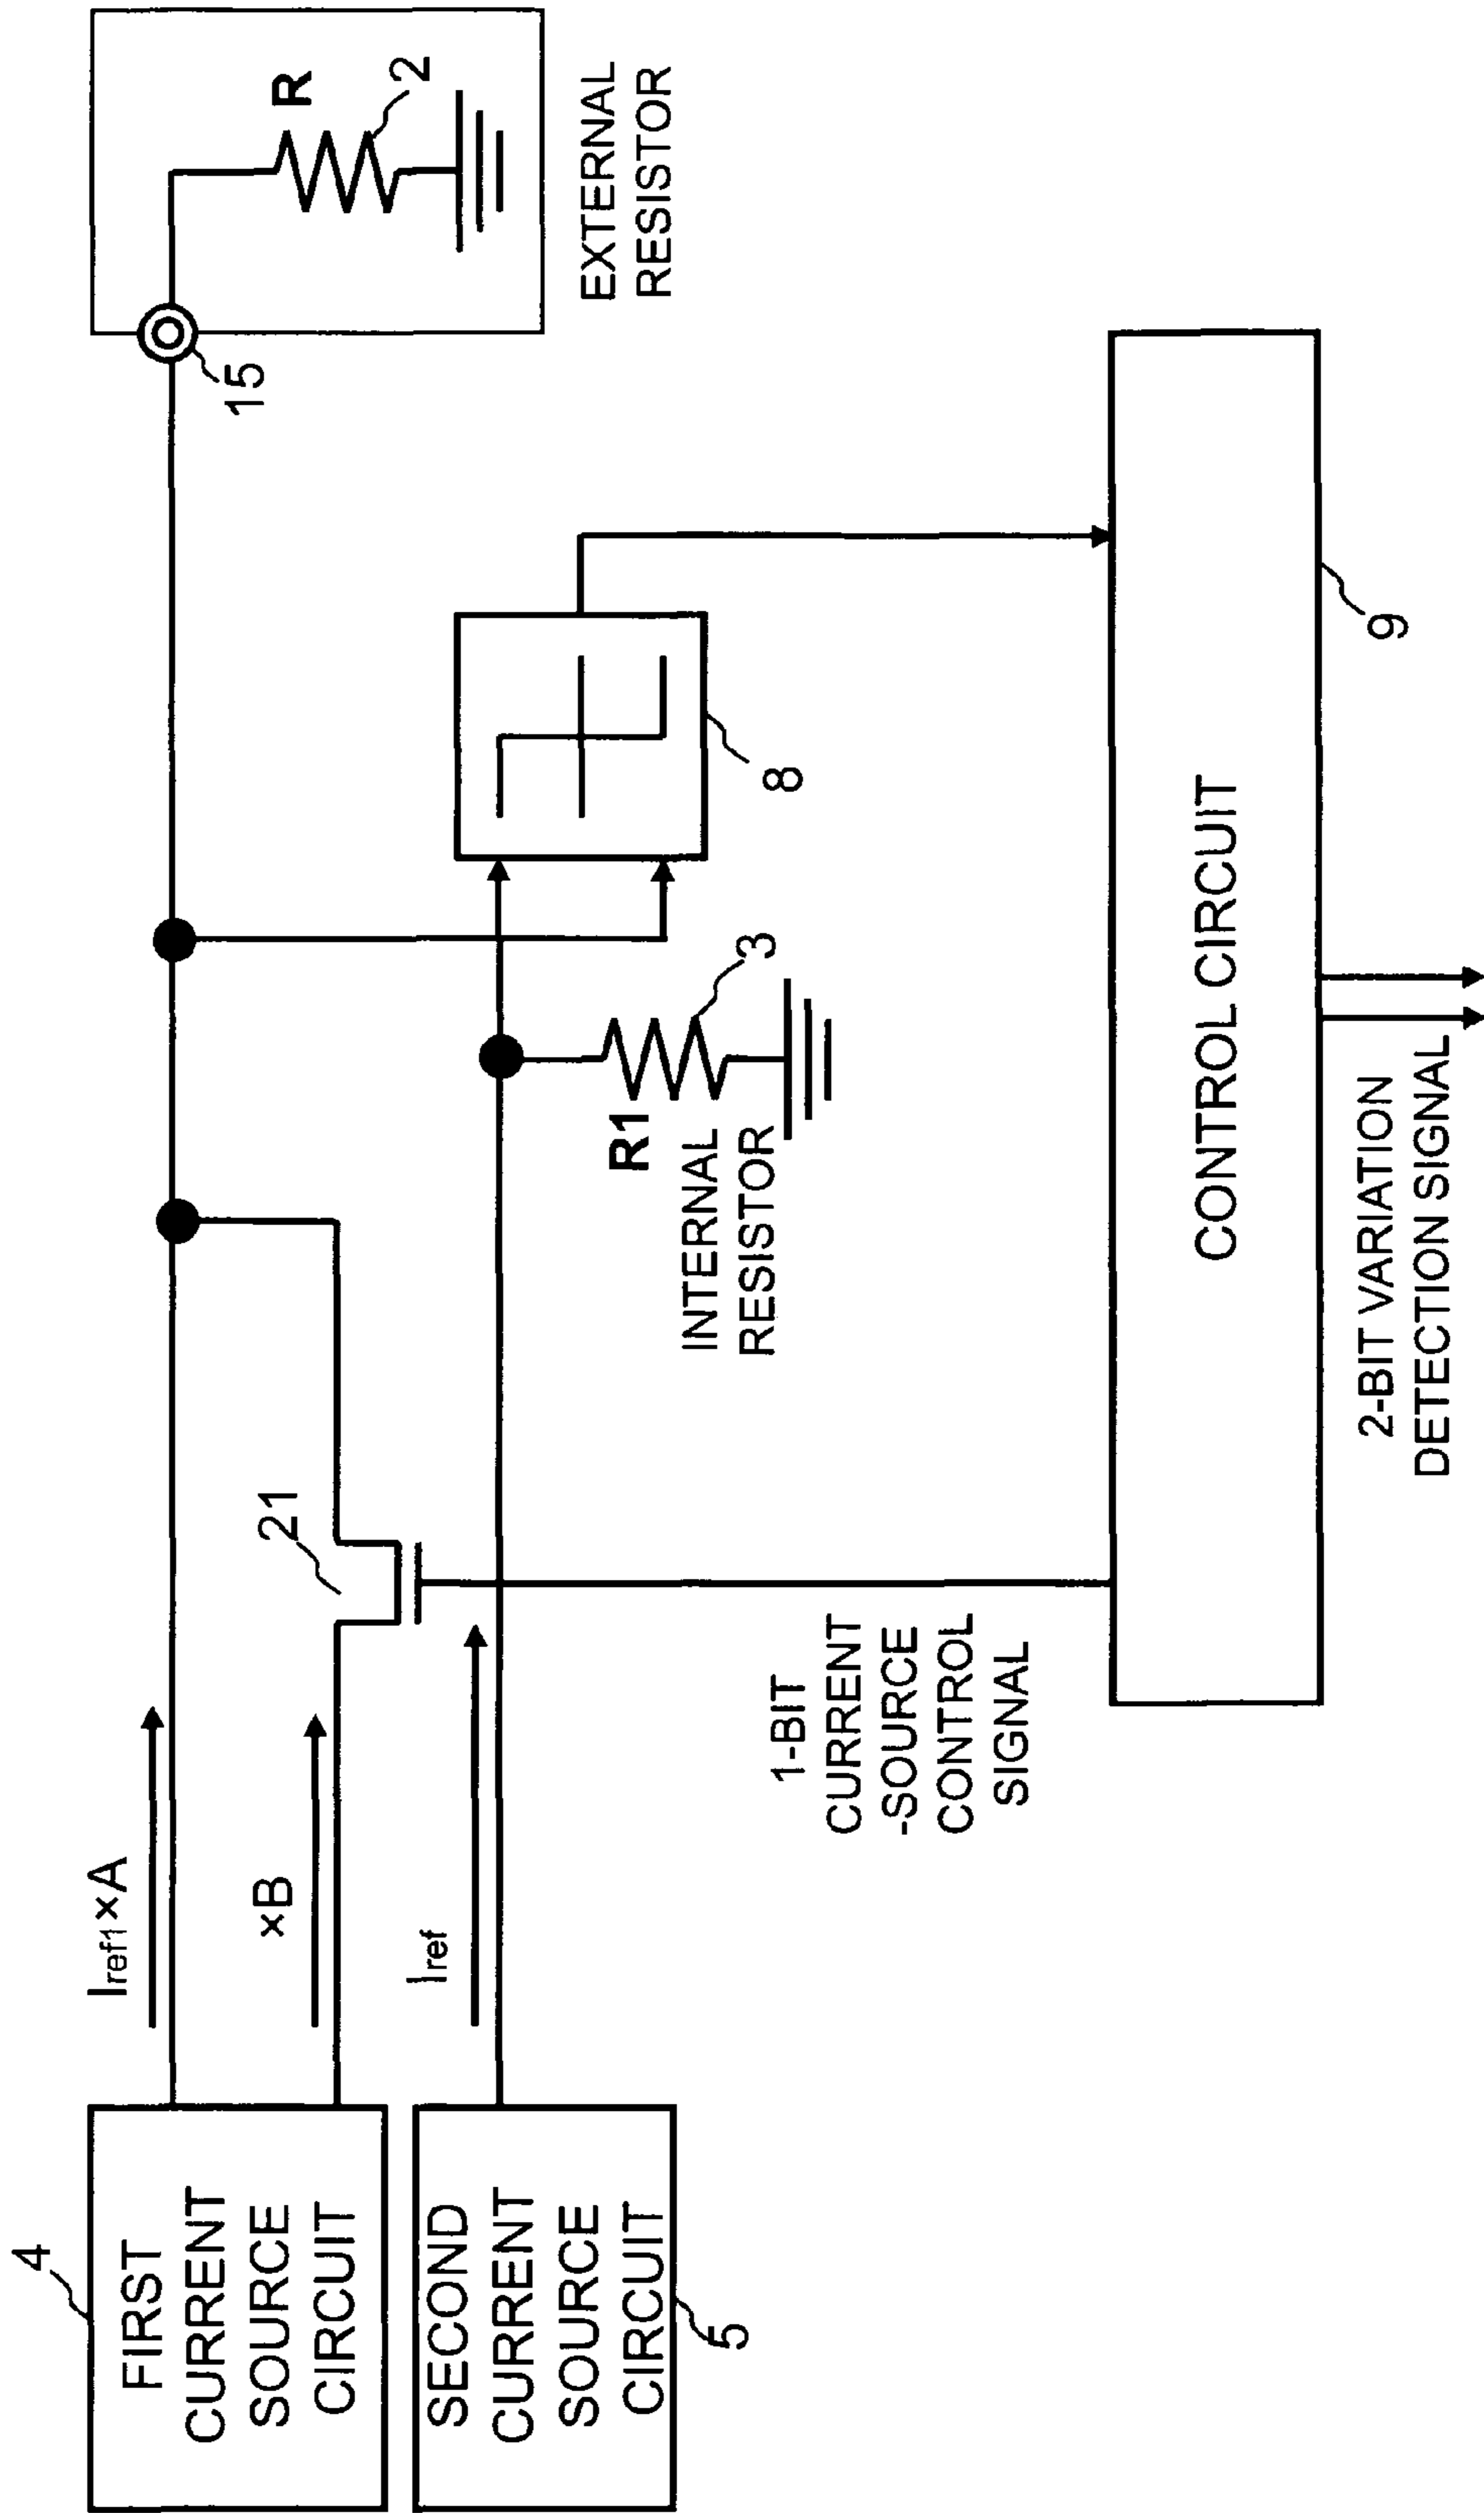 4
FIRST
CURRENT
SOURCE
CIRCUIT
SECOND
CURRENT
SOURCE
CIRCUIT
5
Iref1×A
×B
Iref
21
1-BIT
CURRENT
-SOURCE
CONTROL
SIGNAL
R1
INTERNAL
RESISTOR
3
8
15
R
2
EXTERNAL
RESISTOR
CONTROL CIRCUIT
9
2-BIT VARIATION
DETECTION SIGNAL